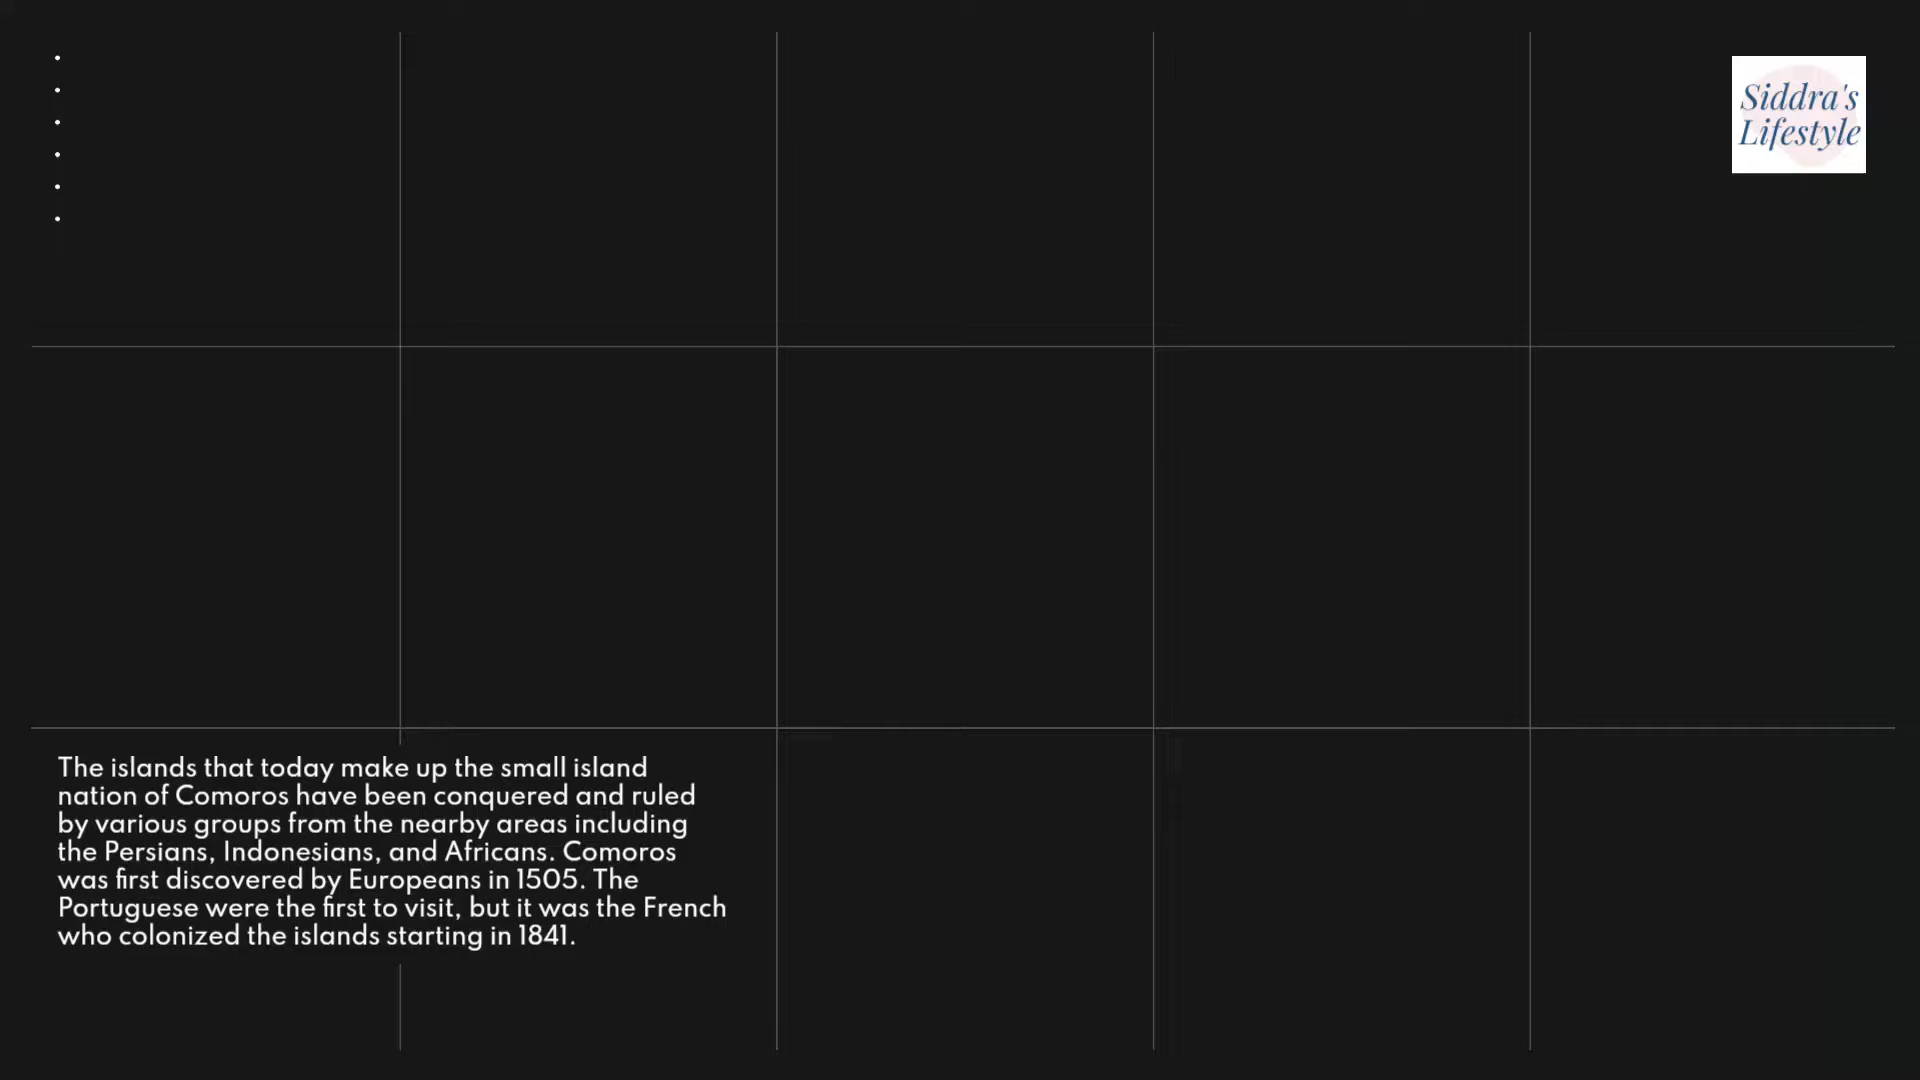 Siddra's
Lifestyle
The islands that today make up the small island
nation of Comoros have been conquered and ruled
by various groups from the nearby areas including
the Persians, Indonesians, and Africans. Comoros
was first discovered by Europeans in 1505. The
Portuguese were the first to visit, but it was the French
who colonized the islands starting in 1841.